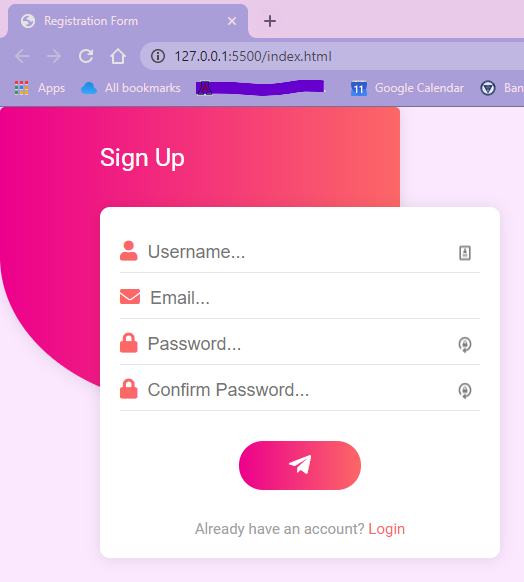 Registration Form
127.0.0.1:5500/index.html
Apps All bookmarks Google Calendar Ban
11
Sign Up
Username...
Email...
Password...
Confirm Password...
Already have an account? Login